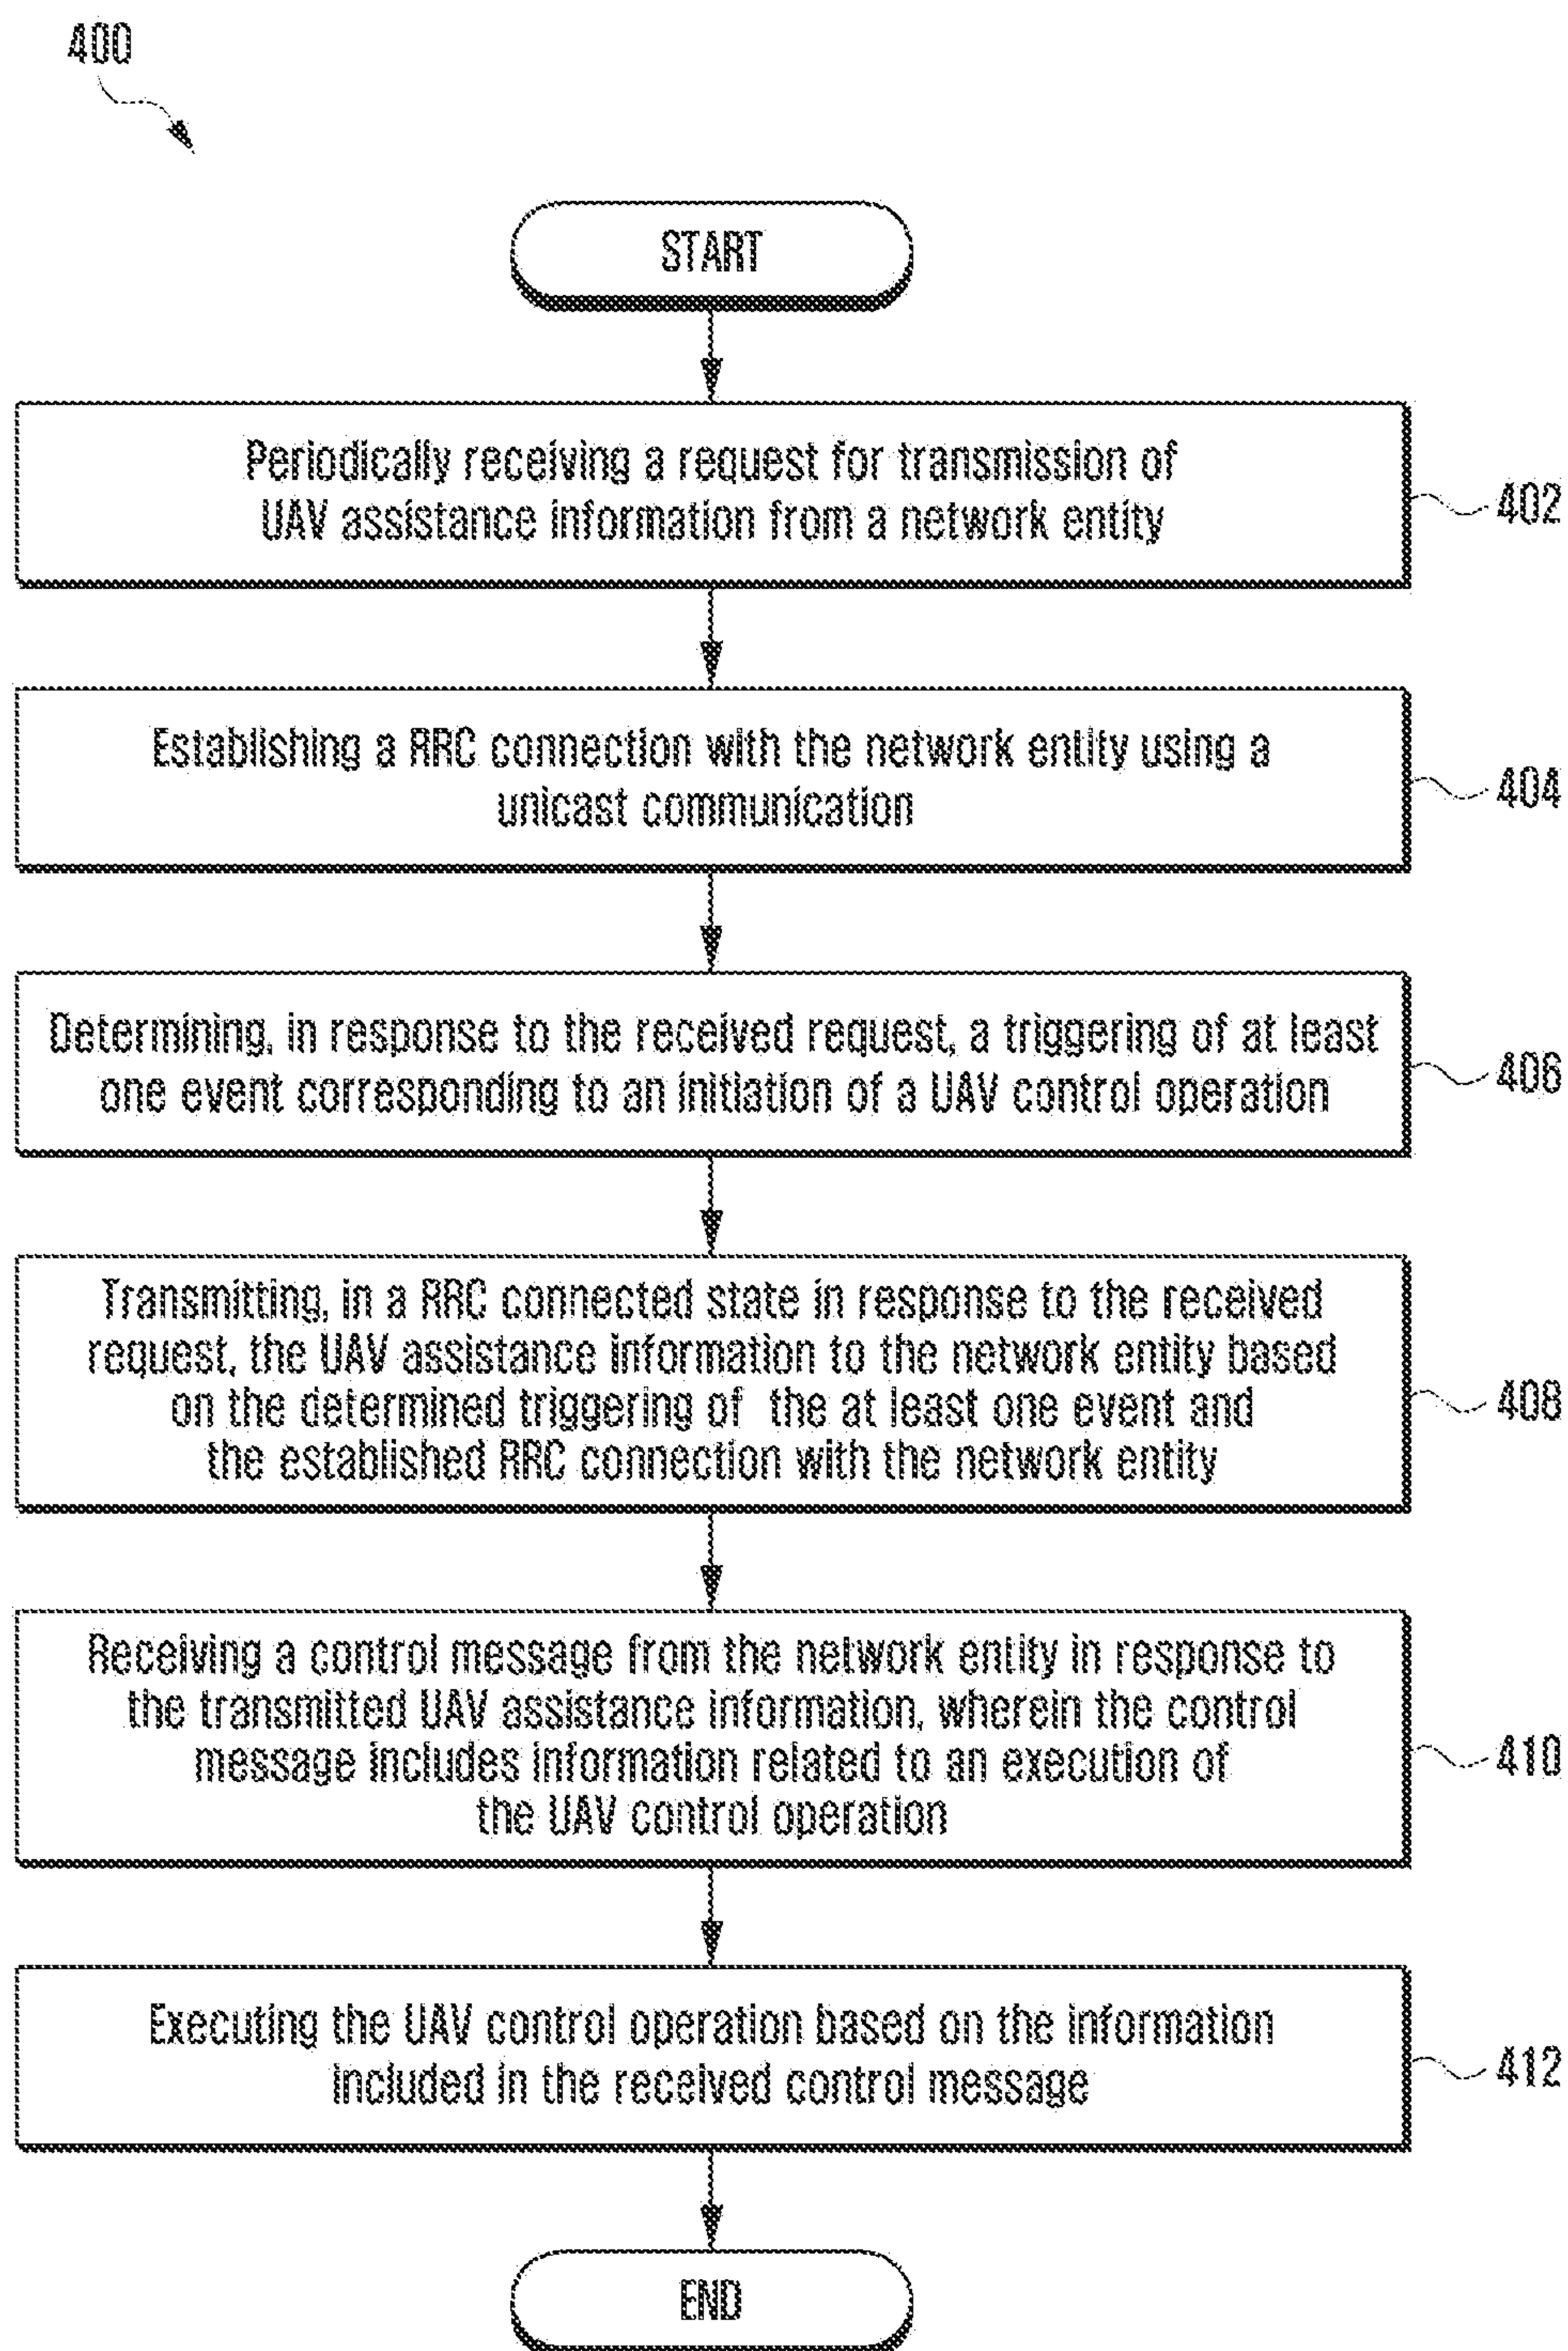 400
START
Periodically receiving a request for transmission of
UAV assistance information from a network entity
402
Establishing a RRC connection with the network entity using a
unicast communication
404
Determining, in response to the received request, a triggering of at least
one event corresponding to an initiation of a UAV control operation
406
Transmitting, in a RRC connected state in response to the received
request, the UAV assistance information to the network entity based
on the determined triggering of the at least one event and
the established RRC connection with the network entity
408
Receiving a control message from the network entity in response to
the transmitted UAV assistance information, wherein the control
message includes information related to an execution of
the UAV control operation
410
Executing the UAV control operation based on the information
included in the received control message
412
END